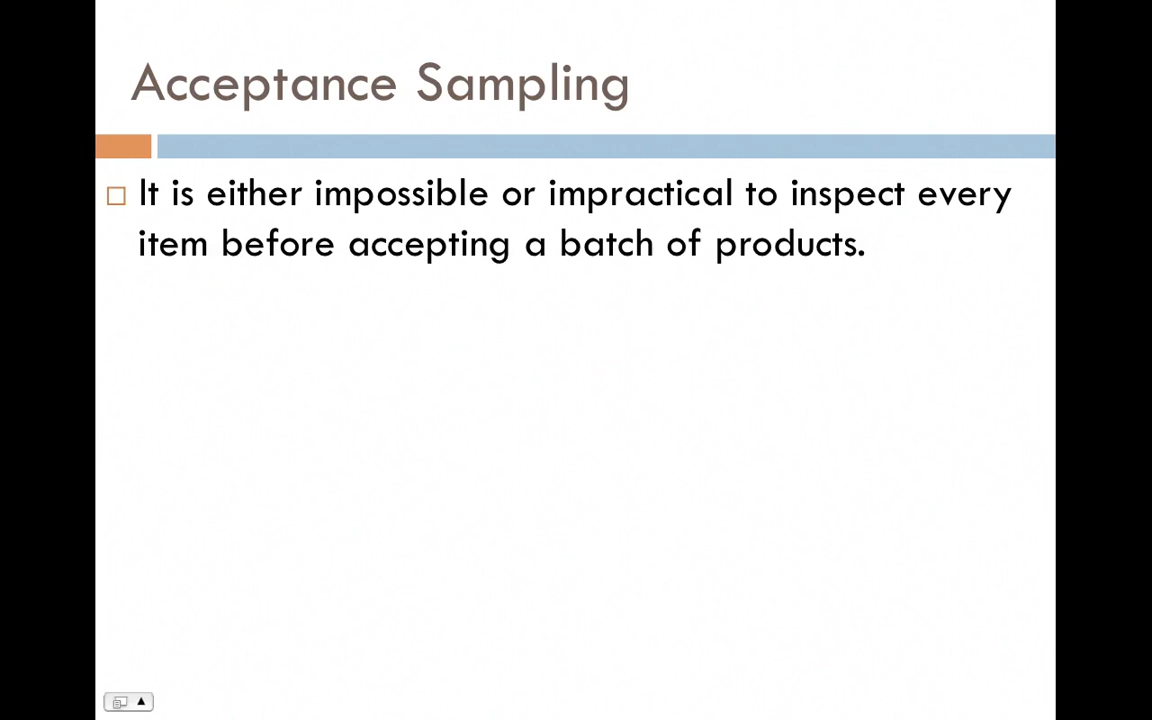 Acceptance Sampling
It is either impossible or impractical to inspect every
item before accepting a batch of products.